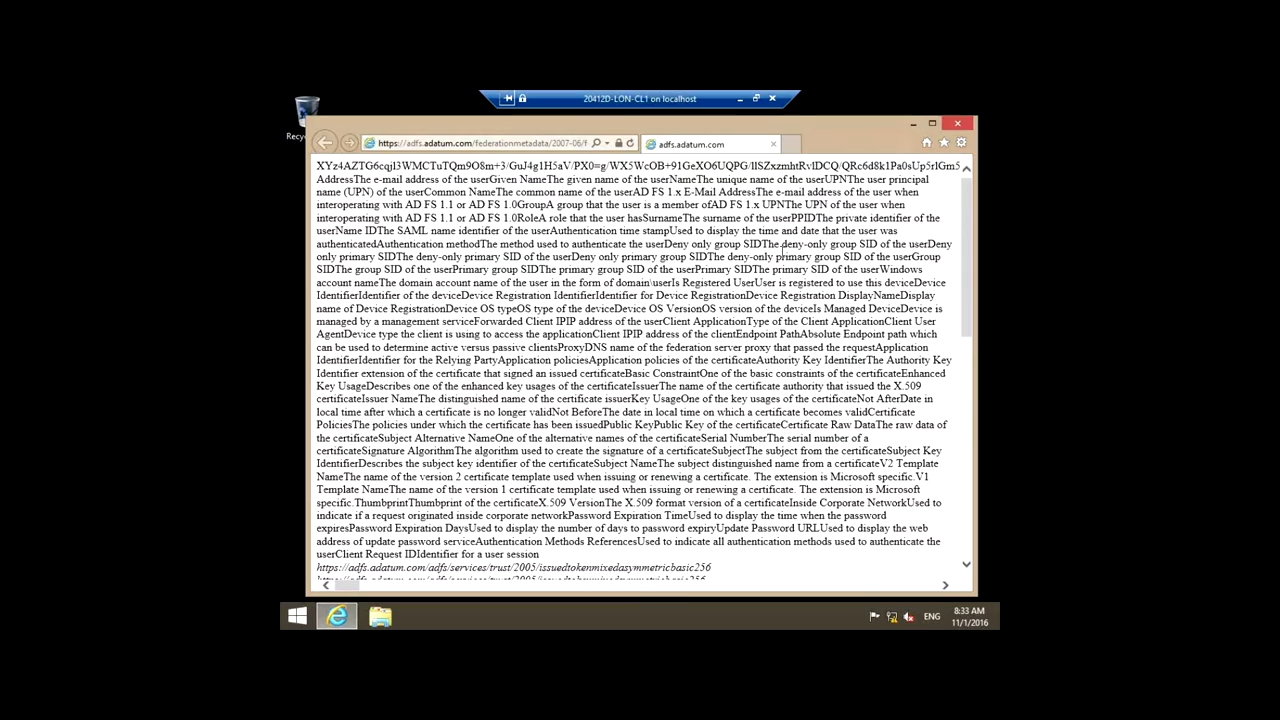 20412D-LON-CL1 on localhost
https://adfs.adatum.com/federationmetadata/2007-06/f
adfs.adatum.com
AddressThe e-mail address of the userGiven NameThe given name of the userNameThe unique name of the userUPNThe user principal
name (UPN) of the userCommon NameThe common name of the userAD FS 1.x E-Mail AddressThe e-mail address of the user when
interoperating with AD FS 1.1 or AD FS 1.0GroupA group that the user is a member ofAD FS 1.x UPNThe UPN of the user when
interoperating with AD FS 1.1 or AD FS 1.0RoleA role that the user hasSurnameThe surname of the userPPIDThe private identifier of the
userName IDThe SAML name identifier of the userAuthentication time stampUsed to display the time and date that the user was
authenticatedAuthentication methodThe method used to authenticate the userDeny only group SIDThe deny-only group SID of the userDeny
only primary SIDThe deny-only primary SID of the userDeny only primary group SIDThe deny-only primary group SID of the userGroup
SIDThe group SID of the userPrimary group SIDThe primary group SID of the userPrimary SIDThe primary SID of the userWindows
account nameThe domain account name of the user in the form of domain\userIs Registered UserUser is registered to use this deviceDevice
IdentifierIdentifier of the deviceDevice Registration IdentifierIdentifier for Device RegistrationDevice Registration DisplayNameDisplay
name of Device RegistrationDevice OS typeOS type of the deviceDevice OS VersionOS version of the deviceIs Managed DeviceDevice is
managed by a management serviceForwarded Client IPIP address of the userClient ApplicationType of the Client ApplicationClient User
AgentDevice type the client is using to access the applicationClient IPIP address of the clientEndpoint PathAbsolute Endpoint path which
can be used to determine active versus passive clientsProxyDNS name of the federation server proxy that passed the requestApplication
IdentifierIdentifier for the Relying PartyApplication policiesApplication policies of the certificateAuthority Key IdentifierThe Authority Key
Identifier extension of the certificate that signed an issued certificateBasic ConstraintOne of the basic constraints of the certificateEnhanced
Key UsageDescribes one of the enhanced key usages of the certificateIssuerThe name of the certificate authority that issued the X.509
certificateIssuer NameThe distinguished name of the certificate issuerKey UsageOne of the key usages of the certificateNot AfterDate in
local time after which a certificate is no longer validNot BeforeThe date in local time on which a certificate becomes validCertificate
PoliciesThe policies under which the certificate has been issuedPublic KeyPublic Key of the certificateCertificate Raw DataThe raw data of
the certificateSubject Alternative NameOne of the alternative names of the certificateSerial NumberThe serial number of a
certificateSignature AlgorithmThe algorithm used to create the signature of a certificateSubjectThe subject from the certificateSubject Key
IdentifierDescribes the subject key identifier of the certificateSubject NameThe subject distinguished name from a certificateV2 Template
NameThe name of the version 2 certificate template used when issuing or renewing a certificate. The extension is Microsoft specific.V1
Template NameThe name of the version 1 certificate template used when issuing or renewing a certificate. The extension is Microsoft
specific.ThumbprintThumbprint of the certificateX.509 VersionThe X.509 format version of a certificateInside Corporate NetworkUsed to
indicate if a request originated inside corporate networkPassword Expiration TimeUsed to display the time when the password
expiresPassword Expiration DaysUsed to display the number of days to password expiryUpdate Password URLUsed to display the web
address of update password serviceAuthentication Methods ReferencesUsed to indicate all authentication methods used to authenticate the
userClient Request IDIdentifier for a user session
https://adfs.adatum.com/adfs/services/trust/2005/issuedtokenmixedasymmetricbasic256
ENG
8:33 AM
11/1/2016